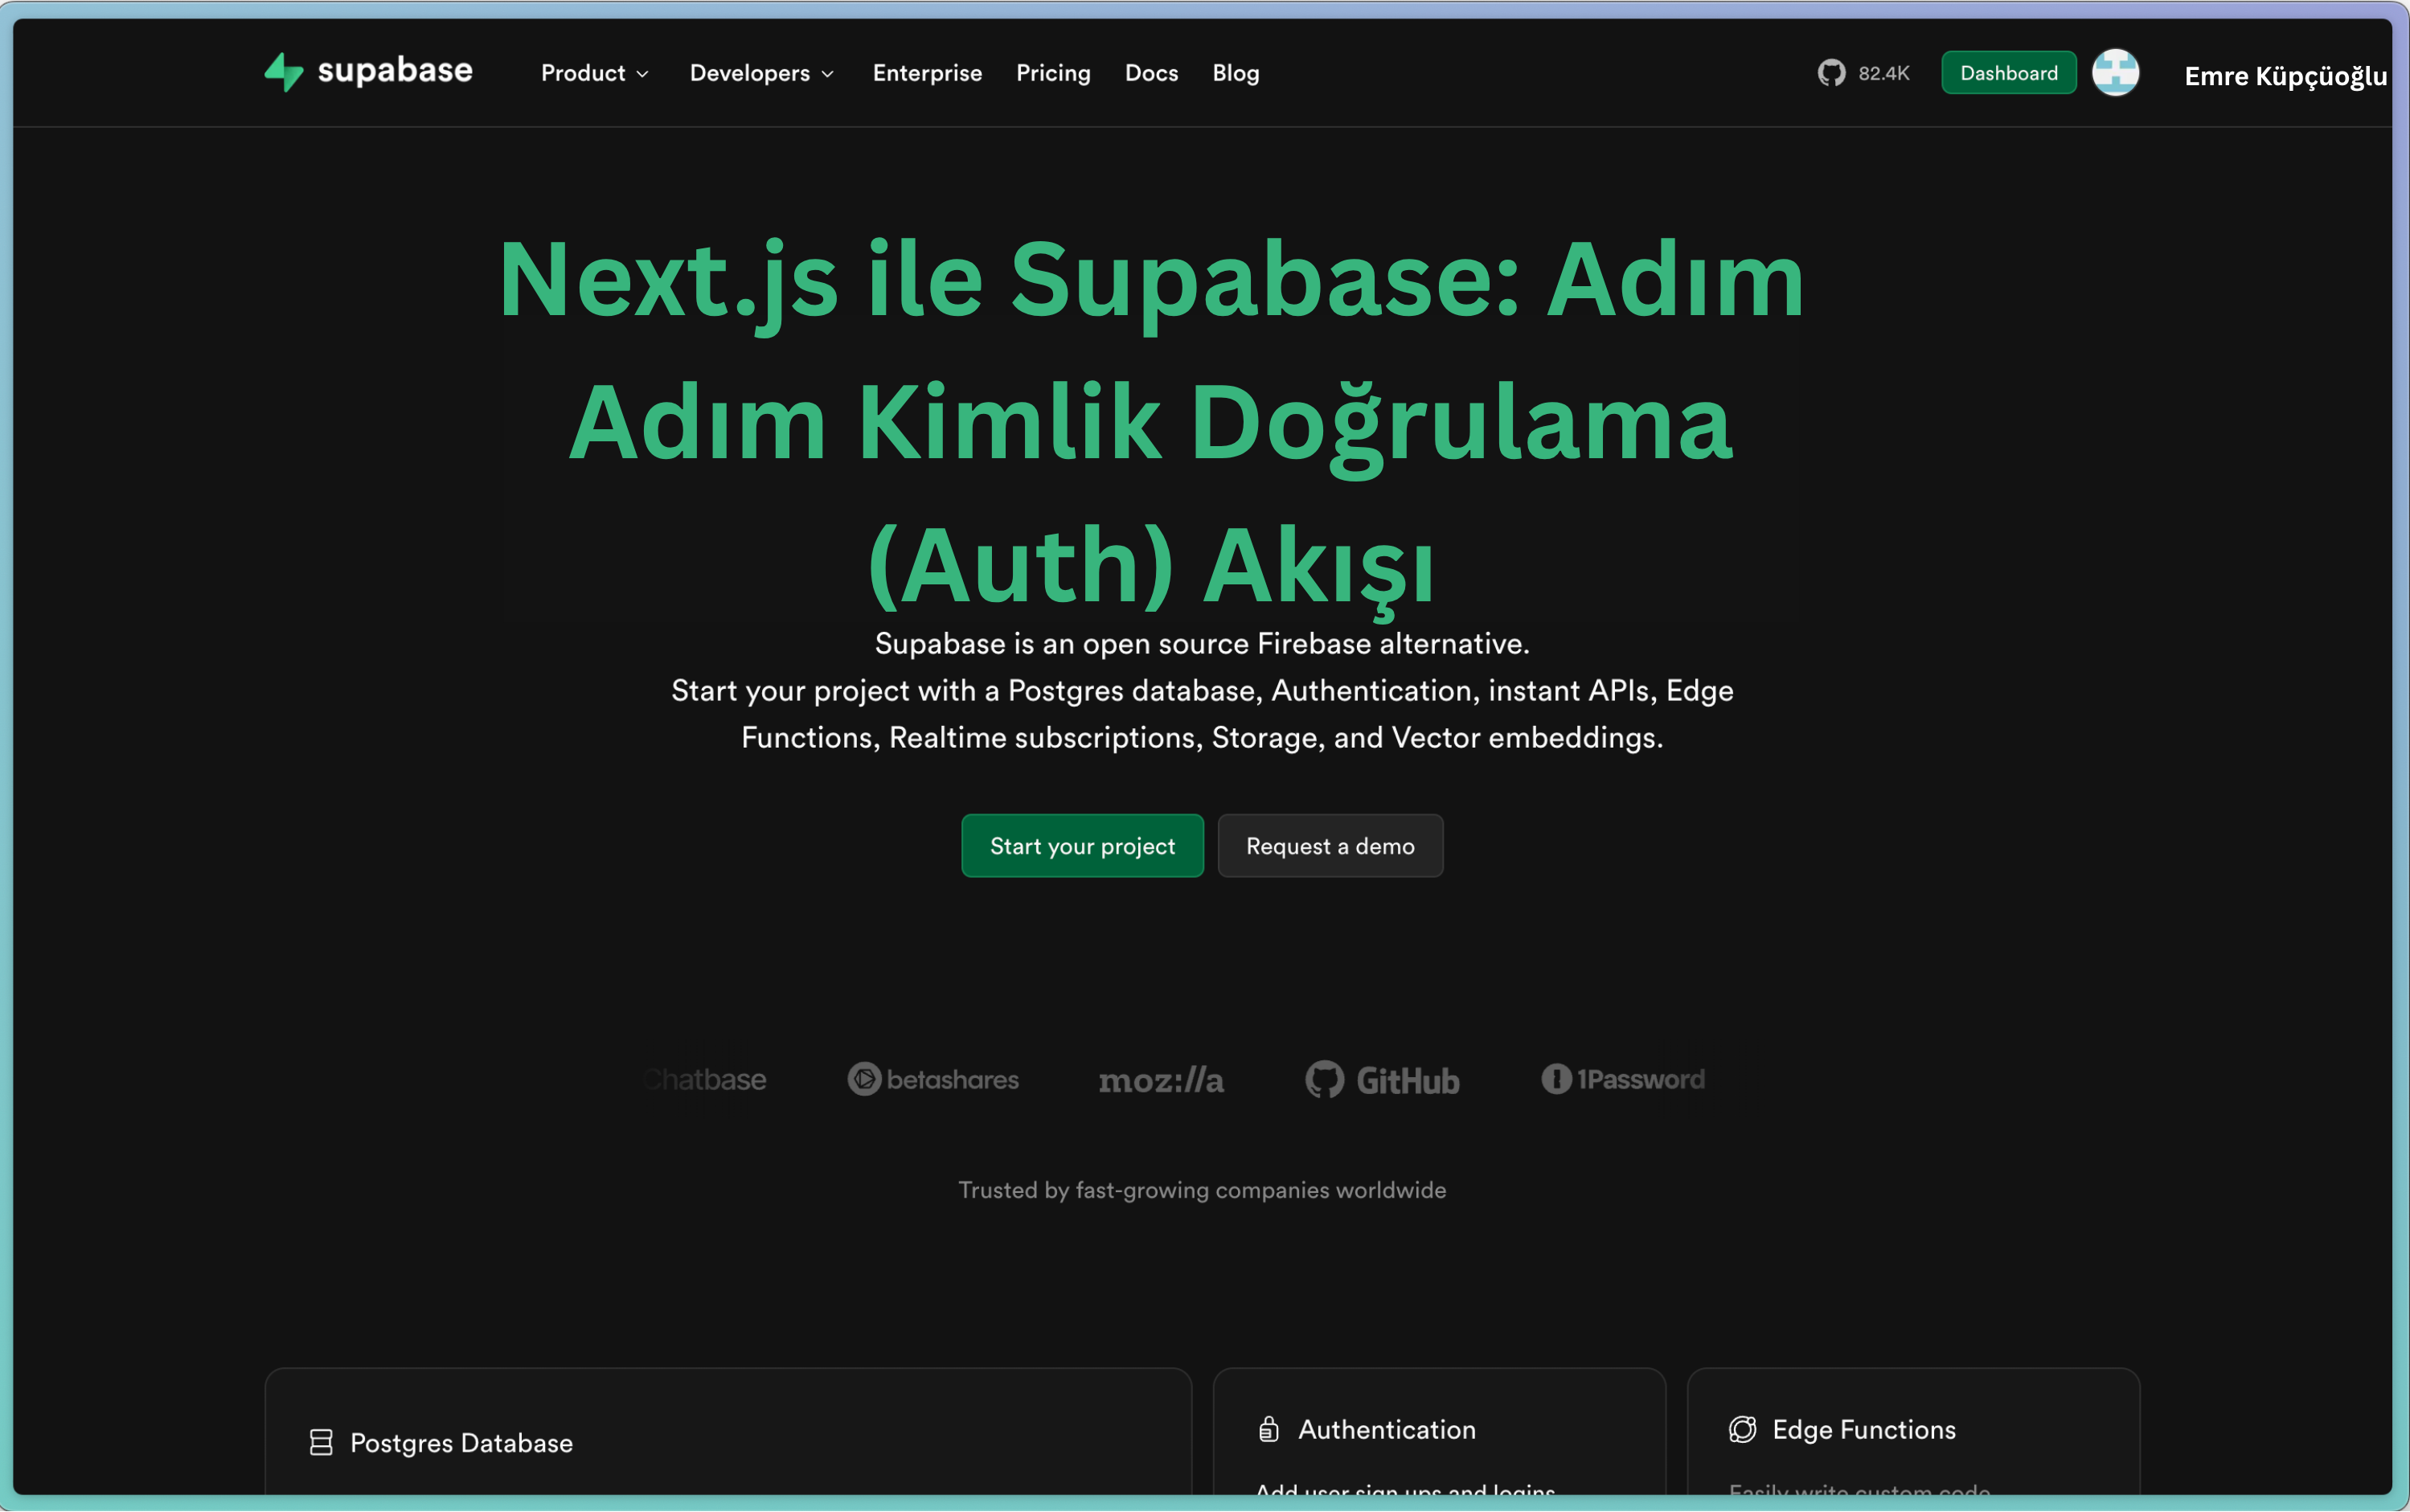 supabase
Product
Developers
Enterprise
Pricing
Docs
Blog
82.4K
Dashboard
Emre Küpçüoğlu
Next.js ile Supabase: Adım
Adım Kimlik Doğrulama
(Auth) Akışı
Supabase is an open source Firebase alternative.
Start your project with a Postgres database, Authentication, instant APIs, Edge
Functions, Realtime subscriptions, Storage, and Vector embeddings.
Start your project
Request a demo
Chatbase
betashares
moz://a
GitHub
1Password
Trusted by fast-growing companies worldwide
Postgres Database
Authentication
Edge Functions
Add user sign ups and logins
Easily write custom code